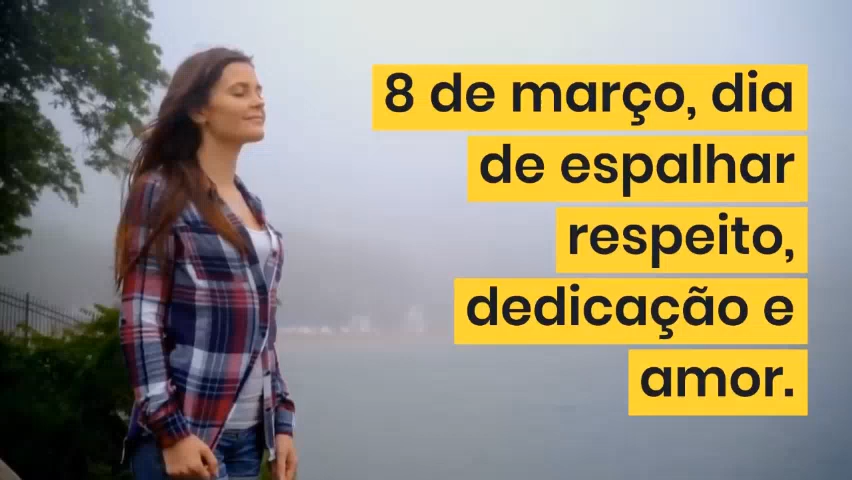 8 de março, dia
de espalhar
respeito,
dedicação e
amor.